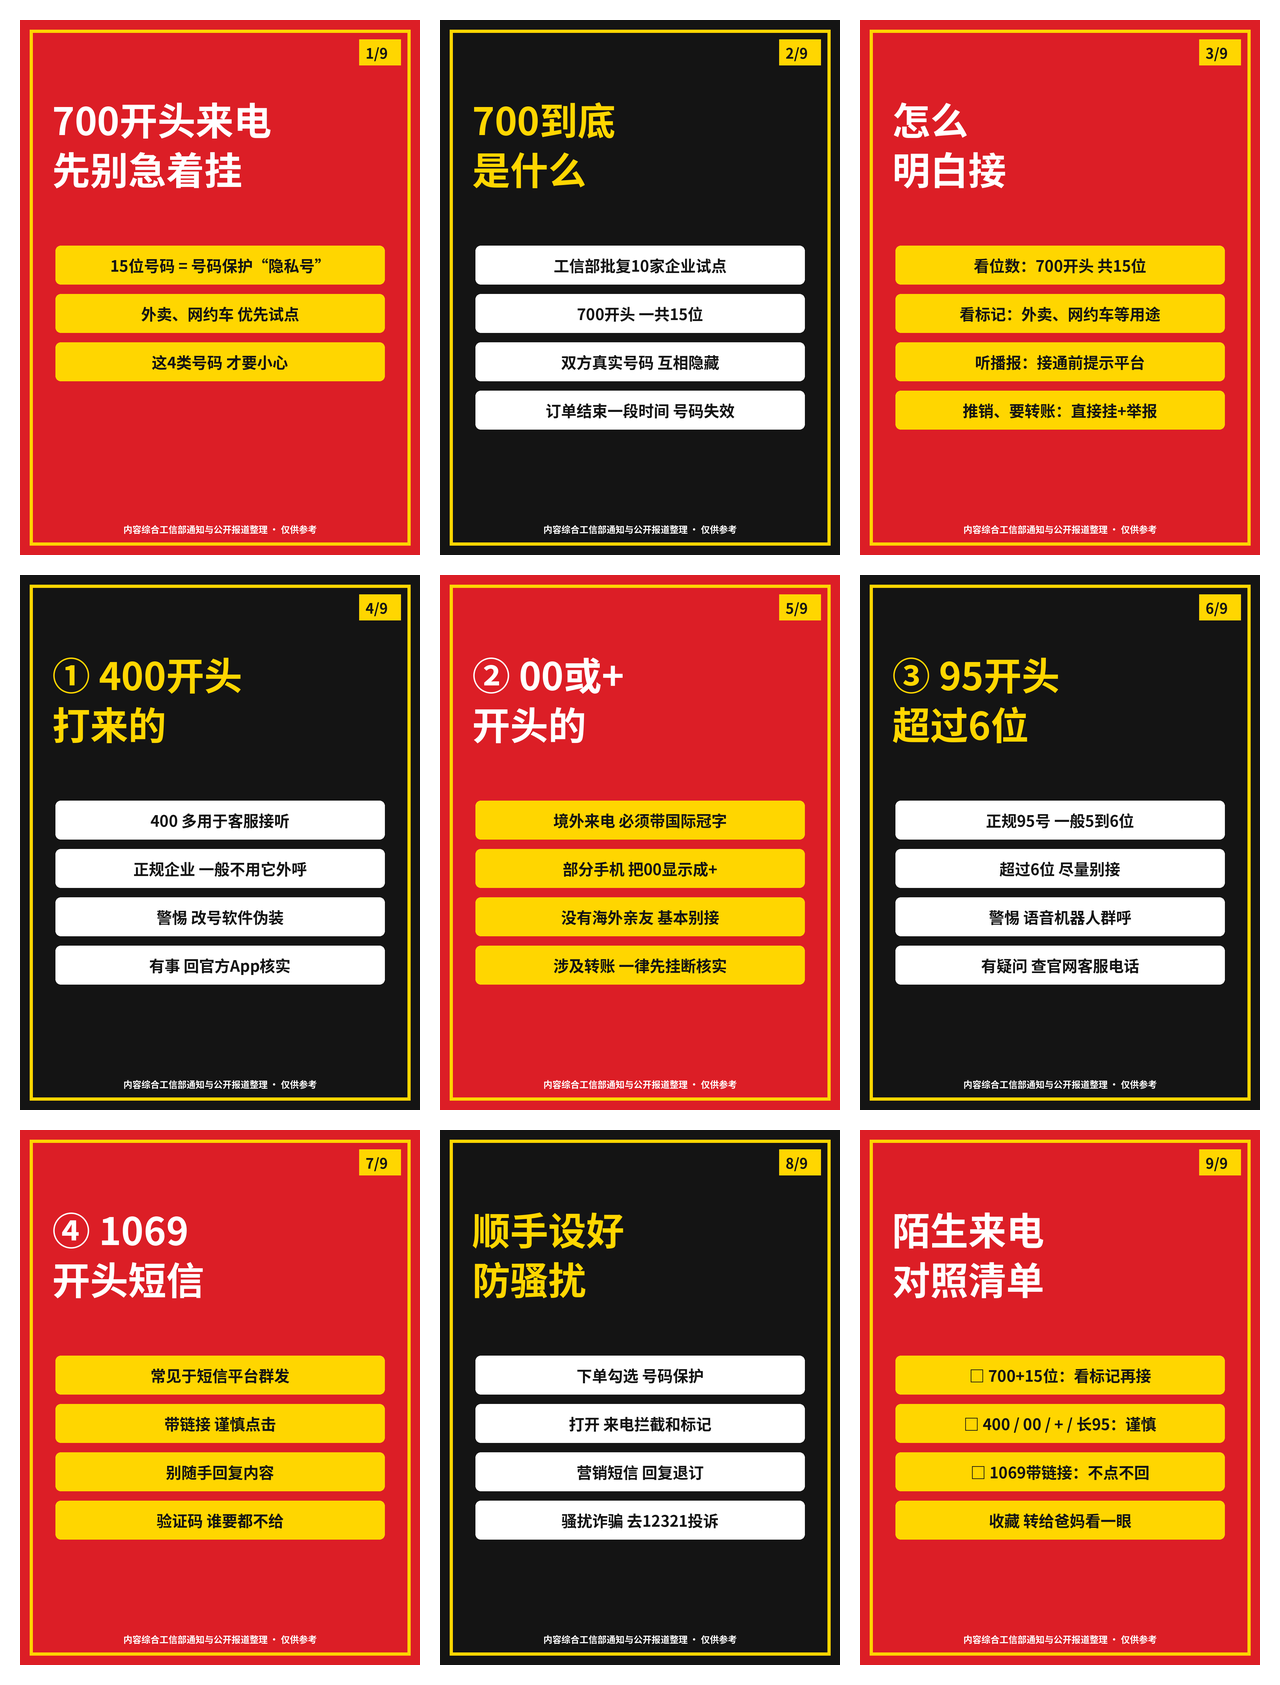 1/9
700开头来电
先别急着挂
15位号码 = 号码保护“隐私号”
外卖、网约车 优先试点
这4类号码 才要小心
内容综合工信部通知与公开报道整理 · 仅供参考
2/9
700到底
是什么
工信部批复10家企业试点
700开头 一共15位
双方真实号码 互相隐藏
订单结束一段时间 号码失效
内容综合工信部通知与公开报道整理 · 仅供参考
3/9
怎么
明白接
看位数：700开头 共15位
看标记：外卖、网约车等用途
听播报：接通前提示平台
推销、要转账：直接挂+举报
内容综合工信部通知与公开报道整理 · 仅供参考
4/9
① 400开头
打来的
400 多用于客服接听
正规企业 一般不用它外呼
警惕 改号软件伪装
有事 回官方App核实
内容综合工信部通知与公开报道整理 · 仅供参考
5/9
② 00或+
开头的
境外来电 必须带国际冠字
部分手机 把00显示成+
没有海外亲友 基本别接
涉及转账 一律先挂断核实
内容综合工信部通知与公开报道整理 · 仅供参考
6/9
③ 95开头
超过6位
正规95号 一般5到6位
超过6位 尽量别接
警惕 语音机器人群呼
有疑问 查官网客服电话
内容综合工信部通知与公开报道整理 · 仅供参考
7/9
④ 1069
开头短信
常见于短信平台群发
带链接 谨慎点击
别随手回复内容
验证码 谁要都不给
内容综合工信部通知与公开报道整理 · 仅供参考
8/9
顺手设好
防骚扰
下单勾选 号码保护
打开 来电拦截和标记
营销短信 回复退订
骚扰诈骗 去12321投诉
内容综合工信部通知与公开报道整理 · 仅供参考
9/9
陌生来电
对照清单
□ 700+15位：看标记再接
□ 400 / 00 / + / 长95：谨慎
□ 1069带链接：不点不回
收藏 转给爸妈看一眼
内容综合工信部通知与公开报道整理 · 仅供参考